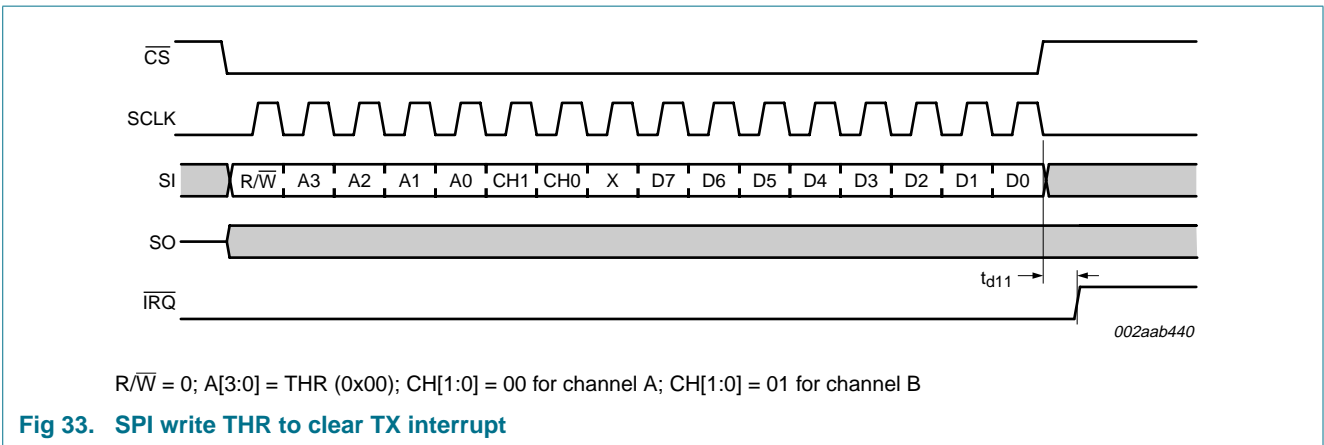 C̅S̅
SCLK
SI R/W̅ A3 A2 A1 A0 CH1 CH0 X D7 D6 D5 D4 D3 D2 D1 D0
SO
td11
I̅R̅Q̅
002aab440
R/W̅ = 0; A[3:0] = THR (0x00); CH[1:0] = 00 for channel A; CH[1:0] = 01 for channel B
Fig 33. SPI write THR to clear TX interrupt